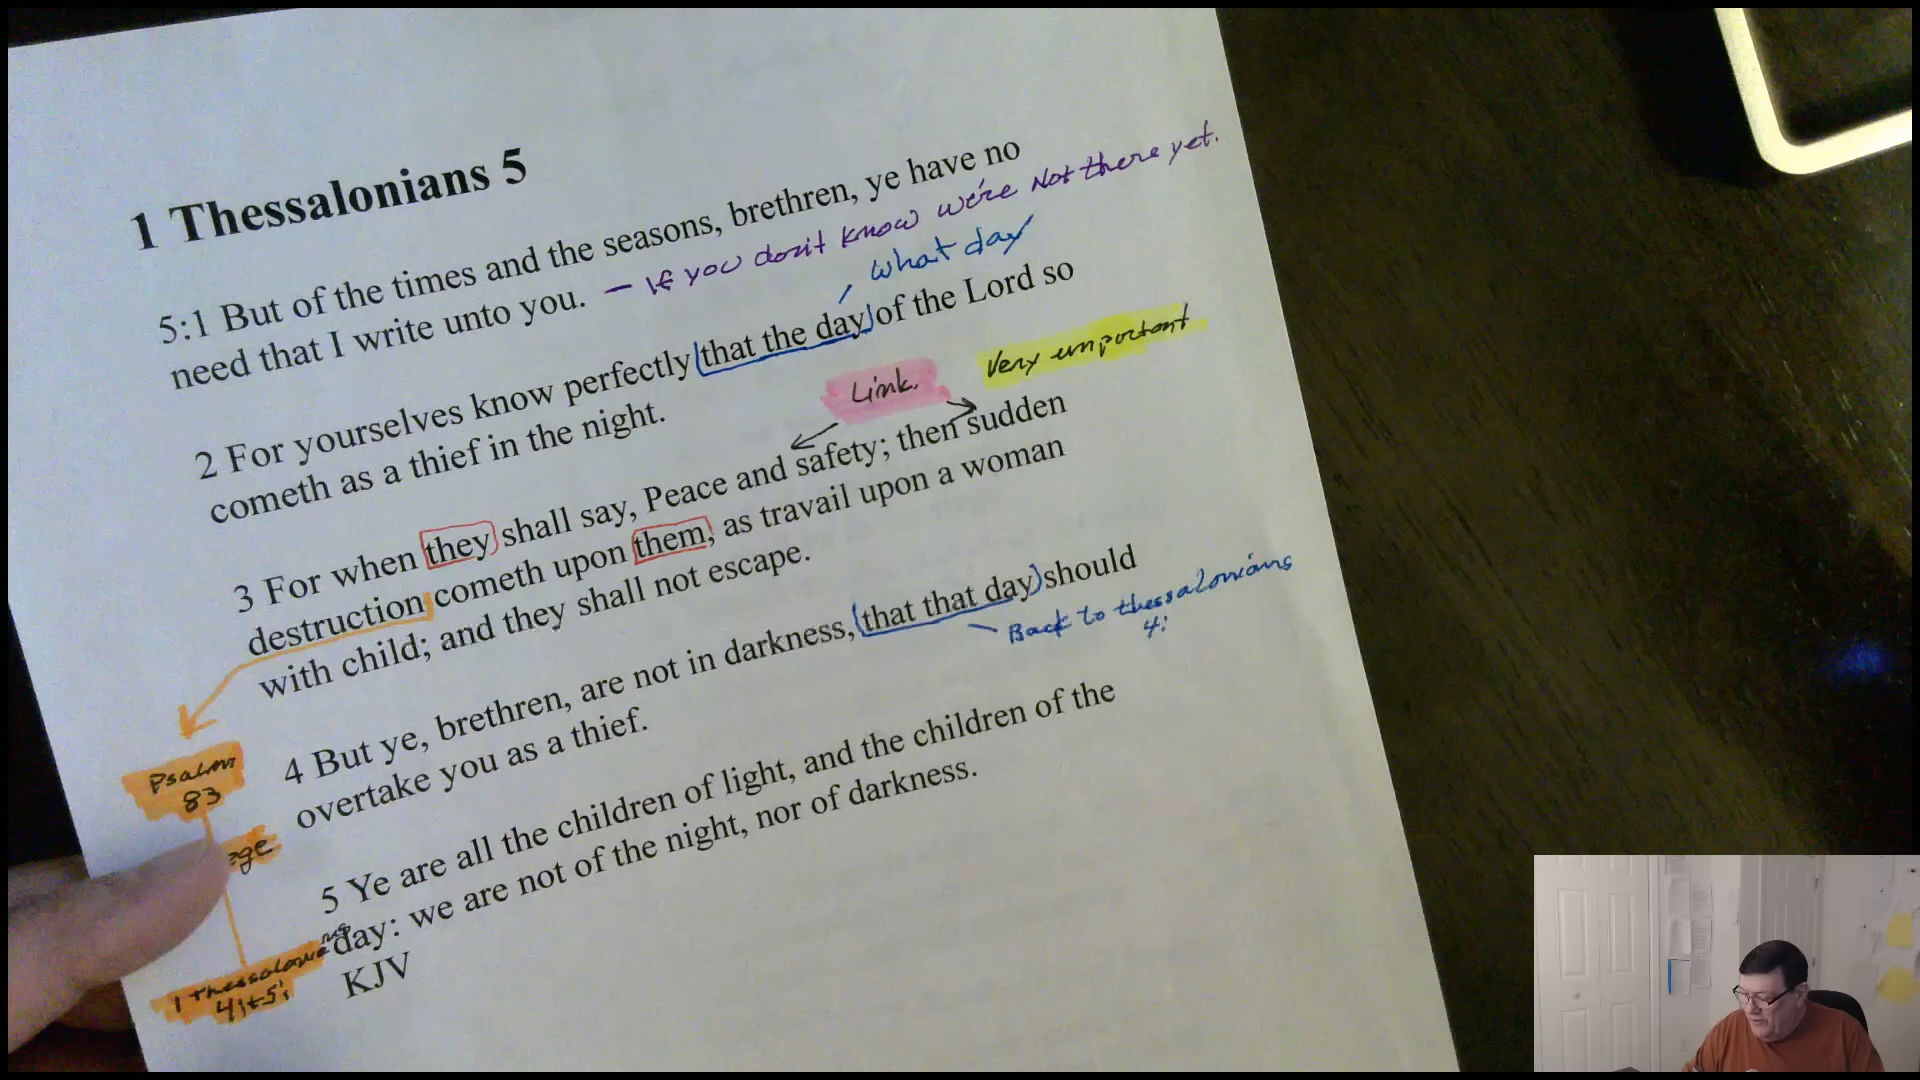 1 Thessalonians 5
5:1 But of the times and the seasons, brethren, ye have no
need that I write unto you. — If you don't know we're Not there yet.
what day
2 For yourselves know perfectly (that the day) of the Lord so
cometh as a thief in the night.
Link.
Very important
3 For when they shall say, Peace and safety; then sudden
destruction cometh upon them, as travail upon a woman
with child; and they shall not escape.
4 But ye, brethren, are not in darkness, (that that day) should
overtake you as a thief.
Back to thessalonians
4:
5 Ye are all the children of light, and the children of the
day: we are not of the night, nor of darkness.
KJV
Psalm
83
1 Thessalonians